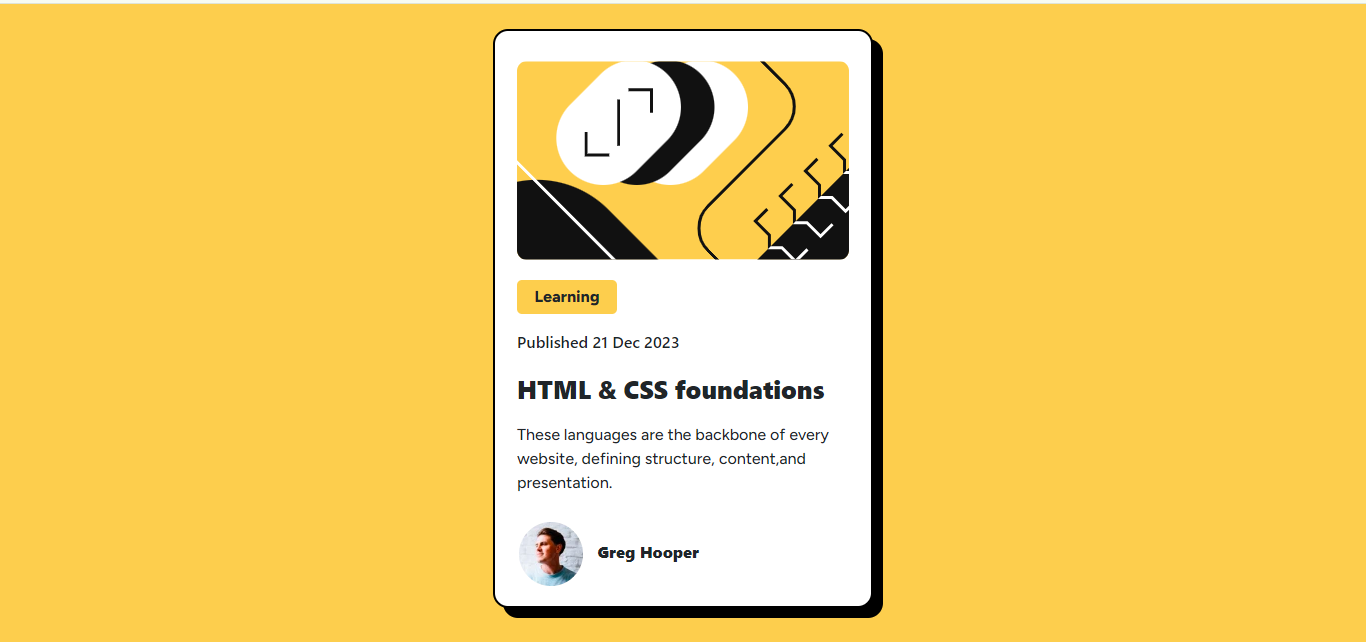 Learning
Published 21 Dec 2023
HTML & CSS foundations
These languages are the backbone of every
website, defining structure, content,and
presentation.
Greg Hooper